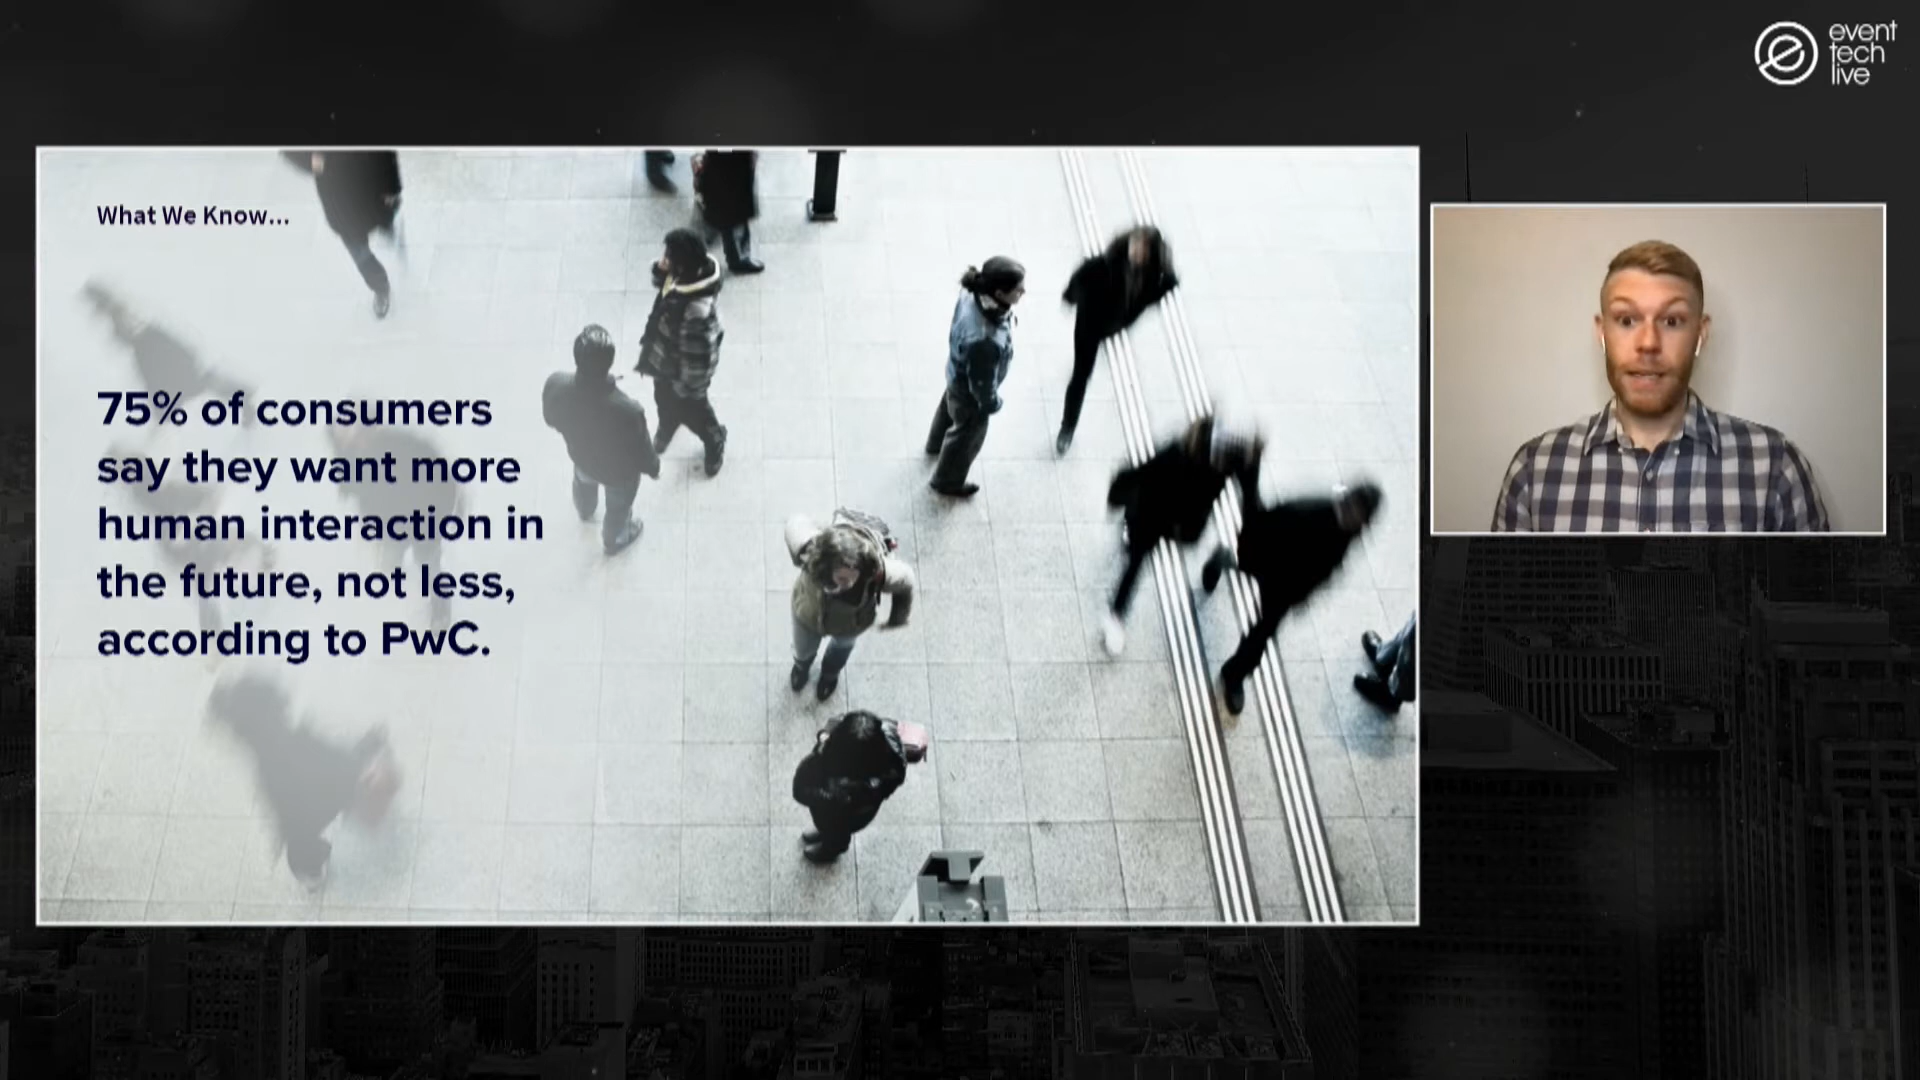 event
tech
live
What We Know...
75% of consumers
say they want more
human interaction in
the future, not less,
according to PwC.